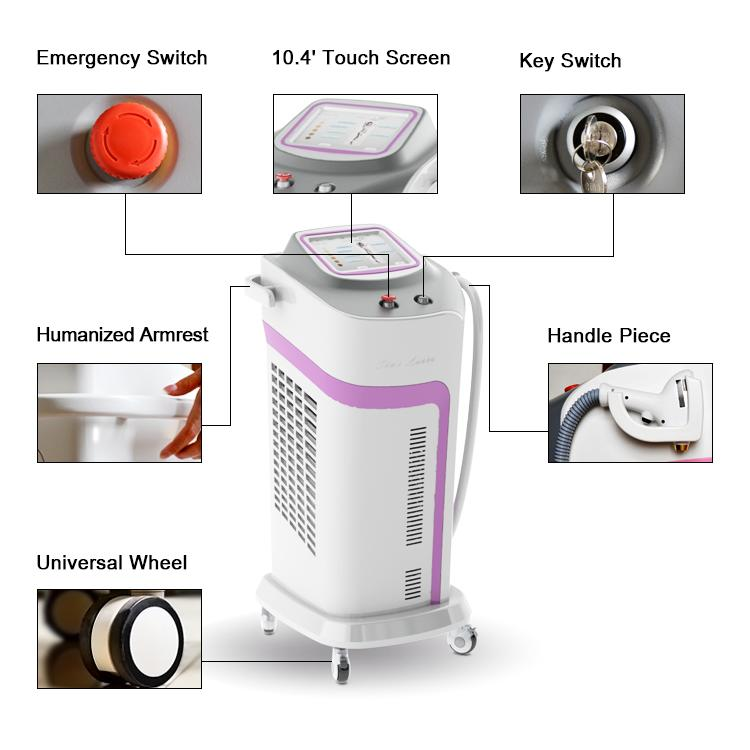 Emergency Switch
10.4' Touch Screen
Key Switch
Humanized Armrest
Handle Piece
Universal Wheel